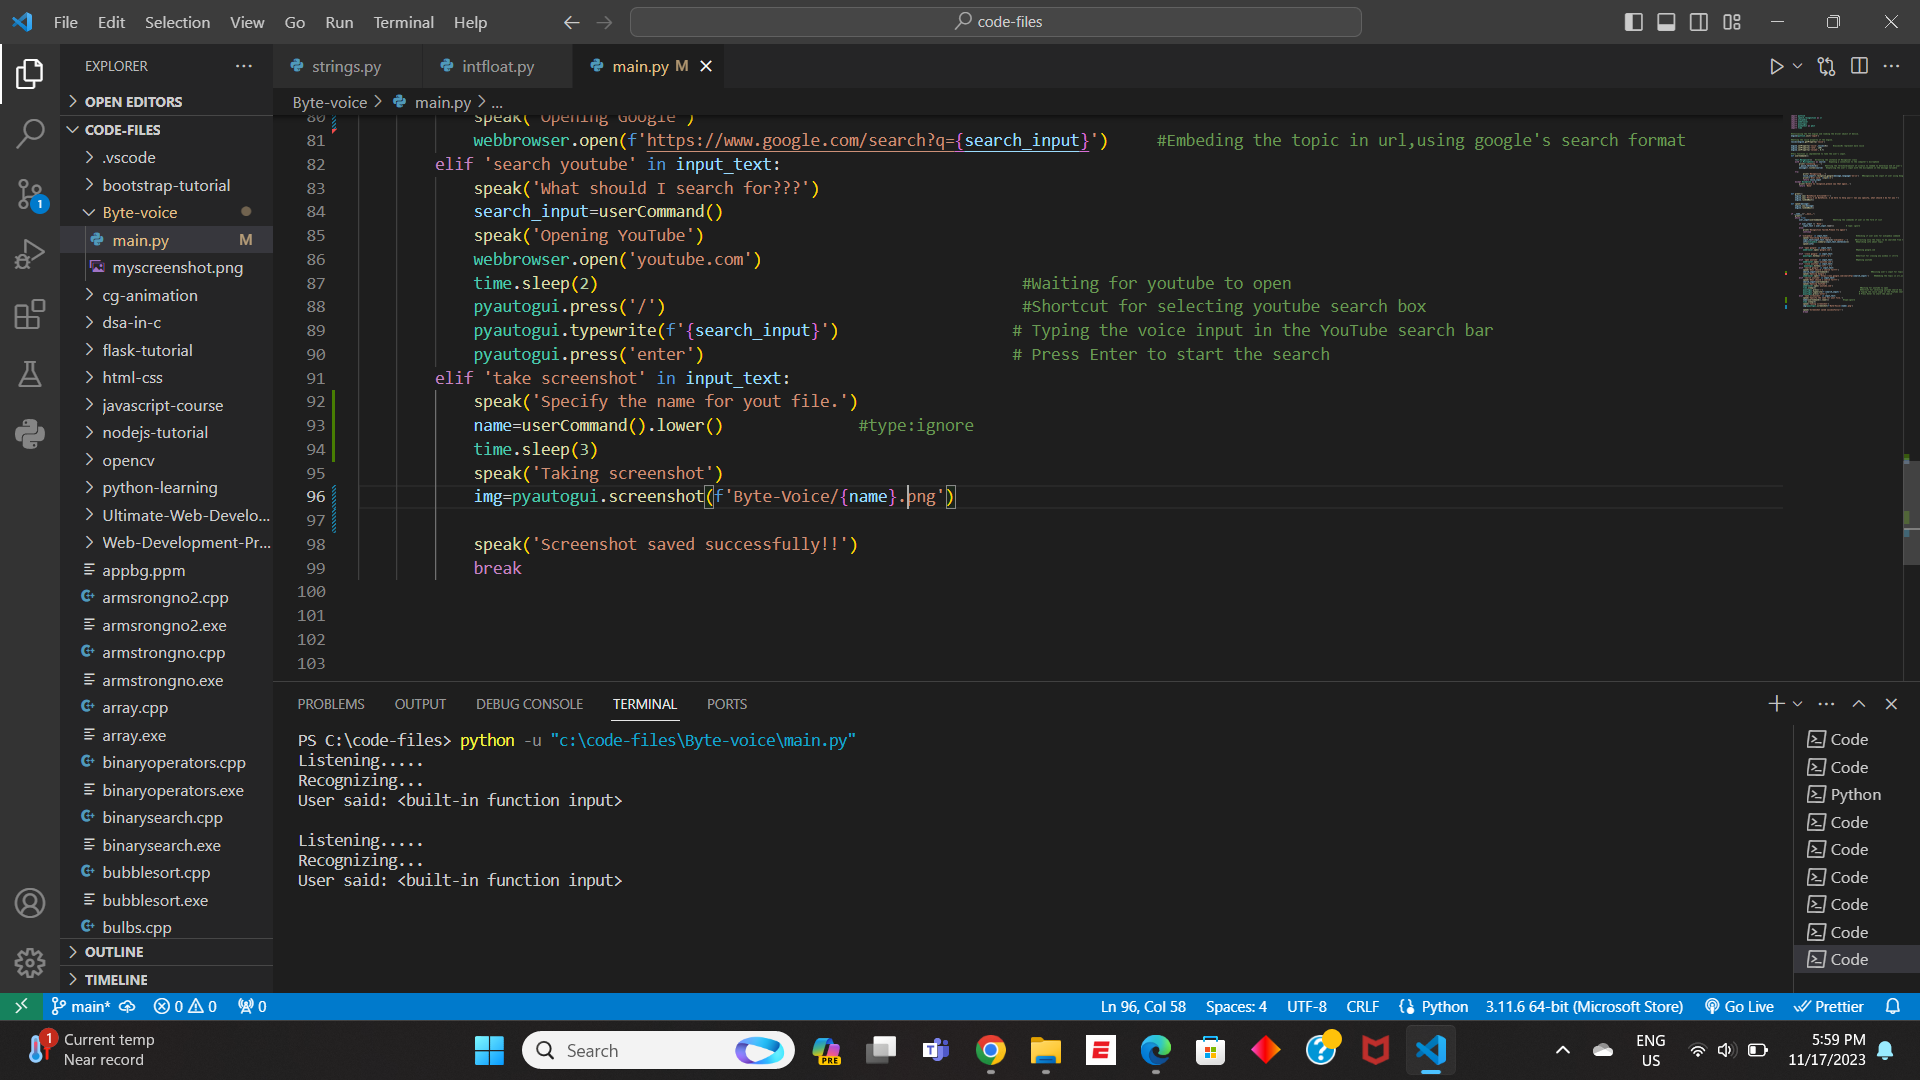 File Edit Selection View Go Run Terminal Help
code-files
EXPLORER
strings.py
intfloat.py
main.py M
OPEN EDITORS
Byte-voice > main.py > ...
CODE-FILES
.vscode
bootstrap-tutorial
Byte-voice
main.py M
myscreenshot.png
cg-animation
dsa-in-c
flask-tutorial
html-css
javascript-course
nodejs-tutorial
opencv
python-learning
Ultimate-Web-Develo...
Web-Development-Pr...
appbg.ppm
armsrongno2.cpp
armsrongno2.exe
armstrongno.cpp
armstrongno.exe
array.cpp
array.exe
binaryoperators.cpp
binaryoperators.exe
binarysearch.cpp
binarysearch.exe
bubblesort.cpp
bubblesort.exe
bulbs.cpp
OUTLINE
TIMELINE
80 speak('Opening Google')
81 webbrowser.open(f'https://www.google.com/search?q={search_input}') #Embeding the topic in url,using google's search format
82 elif 'search youtube' in input_text:
83 speak('What should I search for???')
84 search_input=userCommand()
85 speak('Opening YouTube')
86 webbrowser.open('youtube.com')
87 time.sleep(2) #Waiting for youtube to open
88 pyautogui.press('/') #Shortcut for selecting youtube search box
89 pyautogui.typewrite(f'{search_input}') # Typing the voice input in the YouTube search bar
90 pyautogui.press('enter') # Press Enter to start the search
91 elif 'take screenshot' in input_text:
92 speak('Specify the name for yout file.')
93 name=userCommand().lower() #type:ignore
94 time.sleep(3)
95 speak('Taking screenshot')
96 img=pyautogui.screenshot(f'Byte-Voice/{name}.png')
97
98 speak('Screenshot saved successfully!!')
99 break
100
101
102
103
PROBLEMS OUTPUT DEBUG CONSOLE TERMINAL PORTS
PS C:\code-files> python -u "c:\code-files\Byte-voice\main.py"
Listening.....
Recognizing...
User said: <built-in function input>
Listening.....
Recognizing...
User said: <built-in function input>
Code
Code
Python
Code
Code
Code
Code
Code
Code
1
main* 0 0 0
Ln 96, Col 58 Spaces: 4 UTF-8 CRLF Python 3.11.6 64-bit (Microsoft Store) Go Live Prettier
1
Current temp
Near record
Search
PRE
ENG
US
5:59 PM
11/17/2023